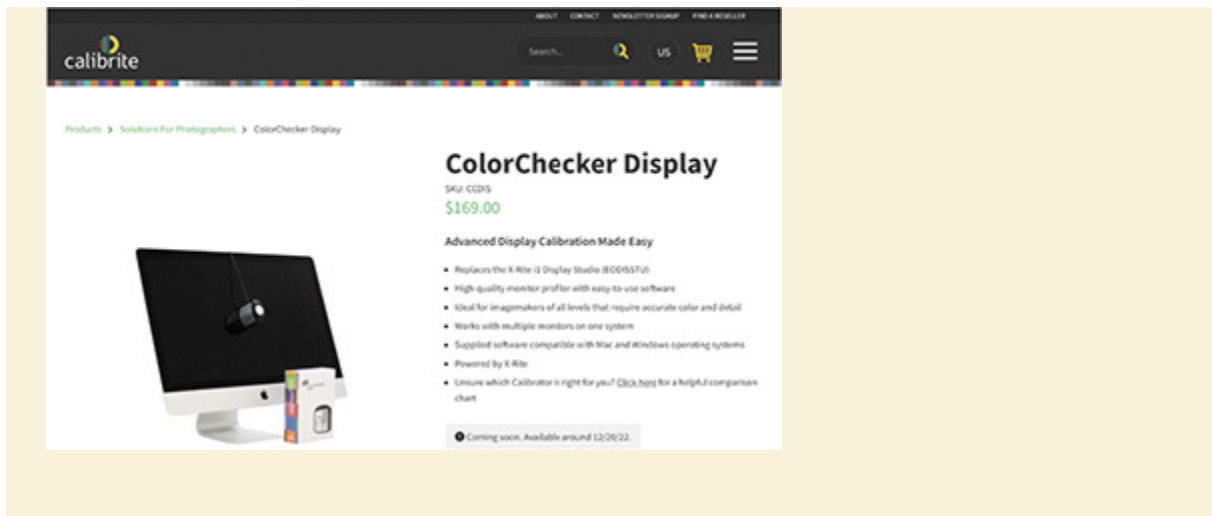 ABOUT CONTACT NEWSLETTER SIGNUP FIND A RESELLER
calibrite
Search...
US
Products > Solutions For Photographers > ColorChecker Display
ColorChecker Display
SKU: CCDIS
$169.00
Advanced Display Calibration Made Easy
• Replaces the X-Rite i1 Display Studio (EODISSTU)
• High-quality monitor profiler with easy-to-use software
• Ideal for imagemakers of all levels that require accurate color and detail
• Works with multiple monitors on one system
• Supplied software compatible with Mac and Windows operating systems
• Powered by X-Rite
• Unsure which Calibrator is right for you? Click here for a helpful comparison
chart
Coming soon. Available around 12/20/22.